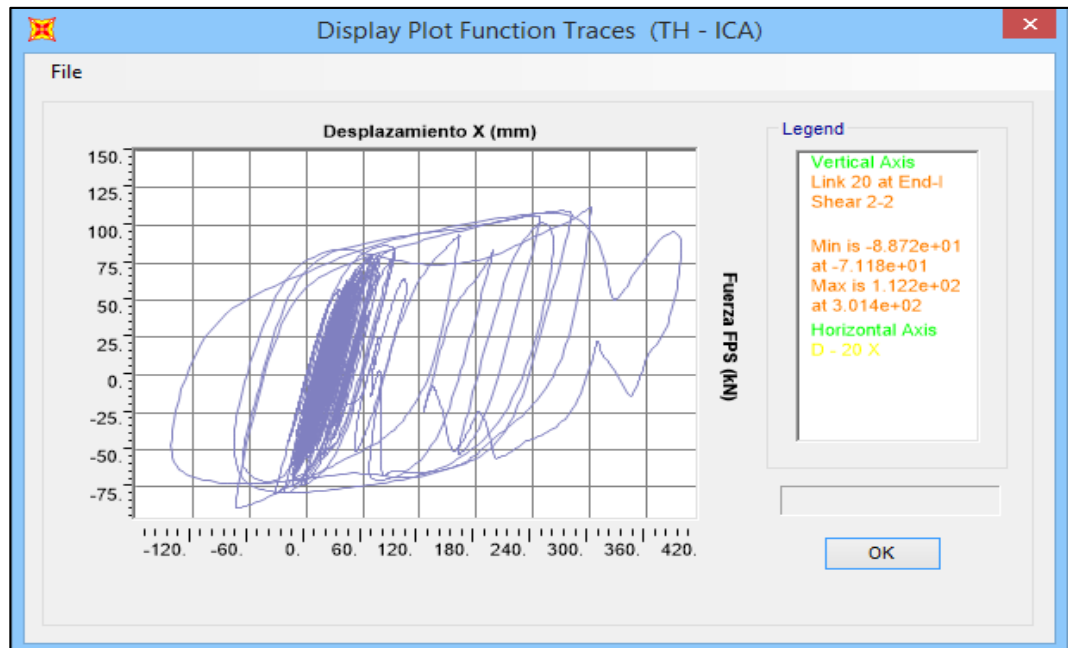 Display Plot Function Traces (TH - ICA)
File
Desplazamiento X (mm)
150.
125.
100.
75.
50.
25.
0.
-25.
-50.
-75.
-120. -60. 0. 60. 120. 180. 240. 300. 360. 420.
Fuerza FPS (kN)
Legend
Vertical Axis
Link 20 at End-I
Shear 2-2
Min is -8.872e+01
at -7.118e+01
Max is 1.122e+02
at 3.014e+02
Horizontal Axis
D - 20 X
OK